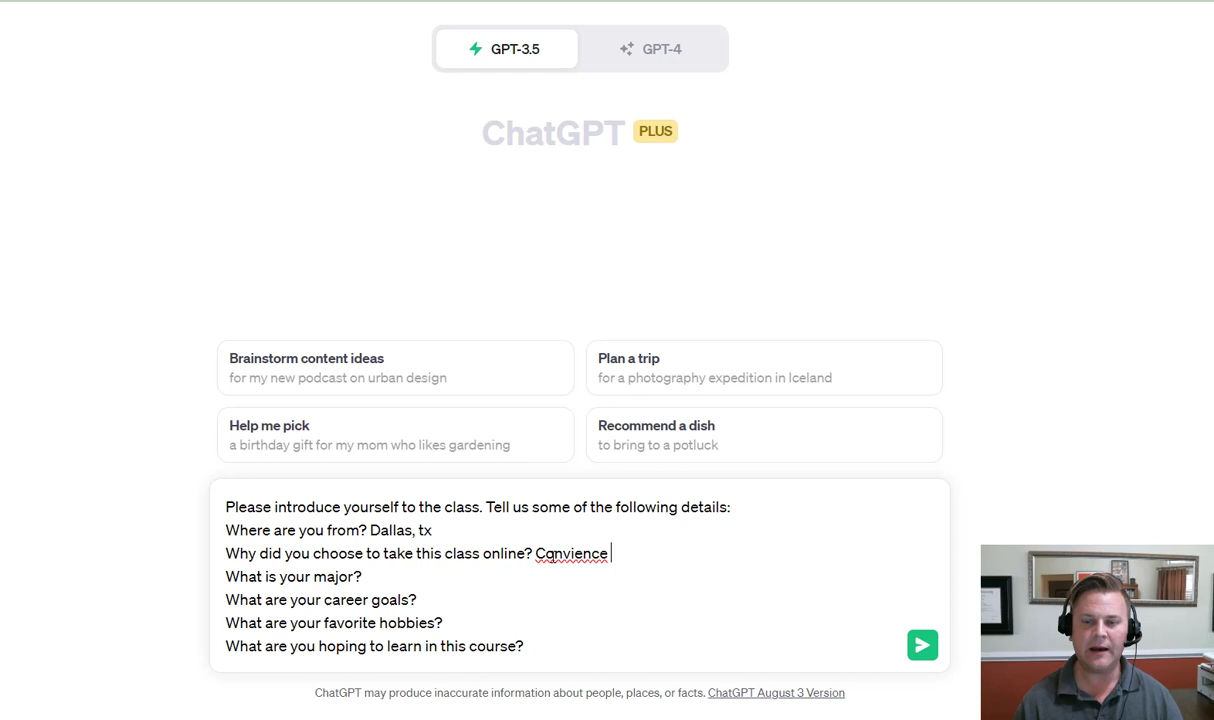 GPT-3.5
GPT-4
ChatGPT PLUS
Brainstorm content ideas
for my new podcast on urban design
Plan a trip
for a photography expedition in Iceland
Help me pick
a birthday gift for my mom who likes gardening
Recommend a dish
to bring to a potluck
Please introduce yourself to the class. Tell us some of the following details:
Where are you from? Dallas, tx
Why did you choose to take this class online? Convience
What is your major?
What are your career goals?
What are your favorite hobbies?
What are you hoping to learn in this course?
ChatGPT may produce inaccurate information about people, places, or facts. ChatGPT August 3 Version